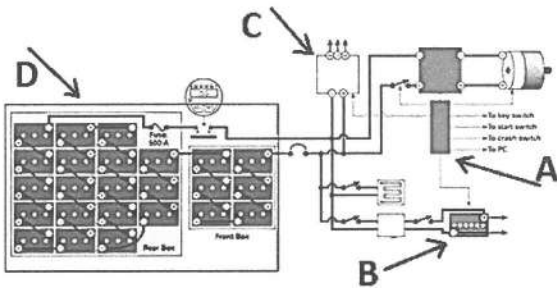 C
D
Fuse
500 A
To key switch
To start switch
To crash switch
To PC
A
Rear Box
Front Box
B